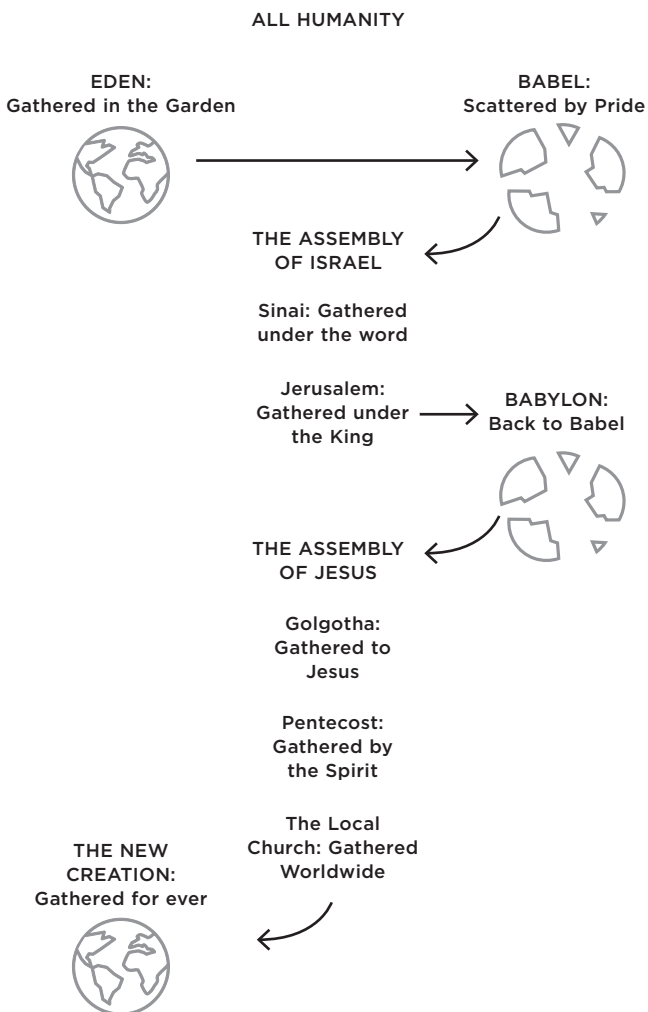 ALL HUMANITY
EDEN:
Gathered in the Garden
BABEL:
Scattered by Pride
THE ASSEMBLY
OF ISRAEL
Sinai: Gathered
under the word
Jerusalem:
Gathered under
the King
BABYLON:
Back to Babel
THE ASSEMBLY
OF JESUS
Golgotha:
Gathered to
Jesus
Pentecost:
Gathered by
the Spirit
The Local
Church: Gathered
Worldwide
THE NEW
CREATION:
Gathered for ever